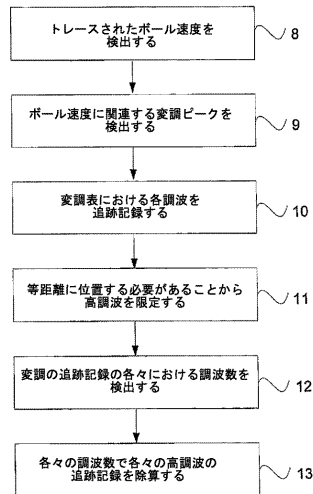 トレースされたボール速度を
検出する
8
ボール速度に関連する変調ピークを
検出する
9
変調表における各調波を
追跡記録する
10
等距離に位置する必要があることから
高調波を限定する
11
変調の追跡記録の各々における調波数を
検出する
12
各々の調波数で各々の高調波の
追跡記録を除算する
13